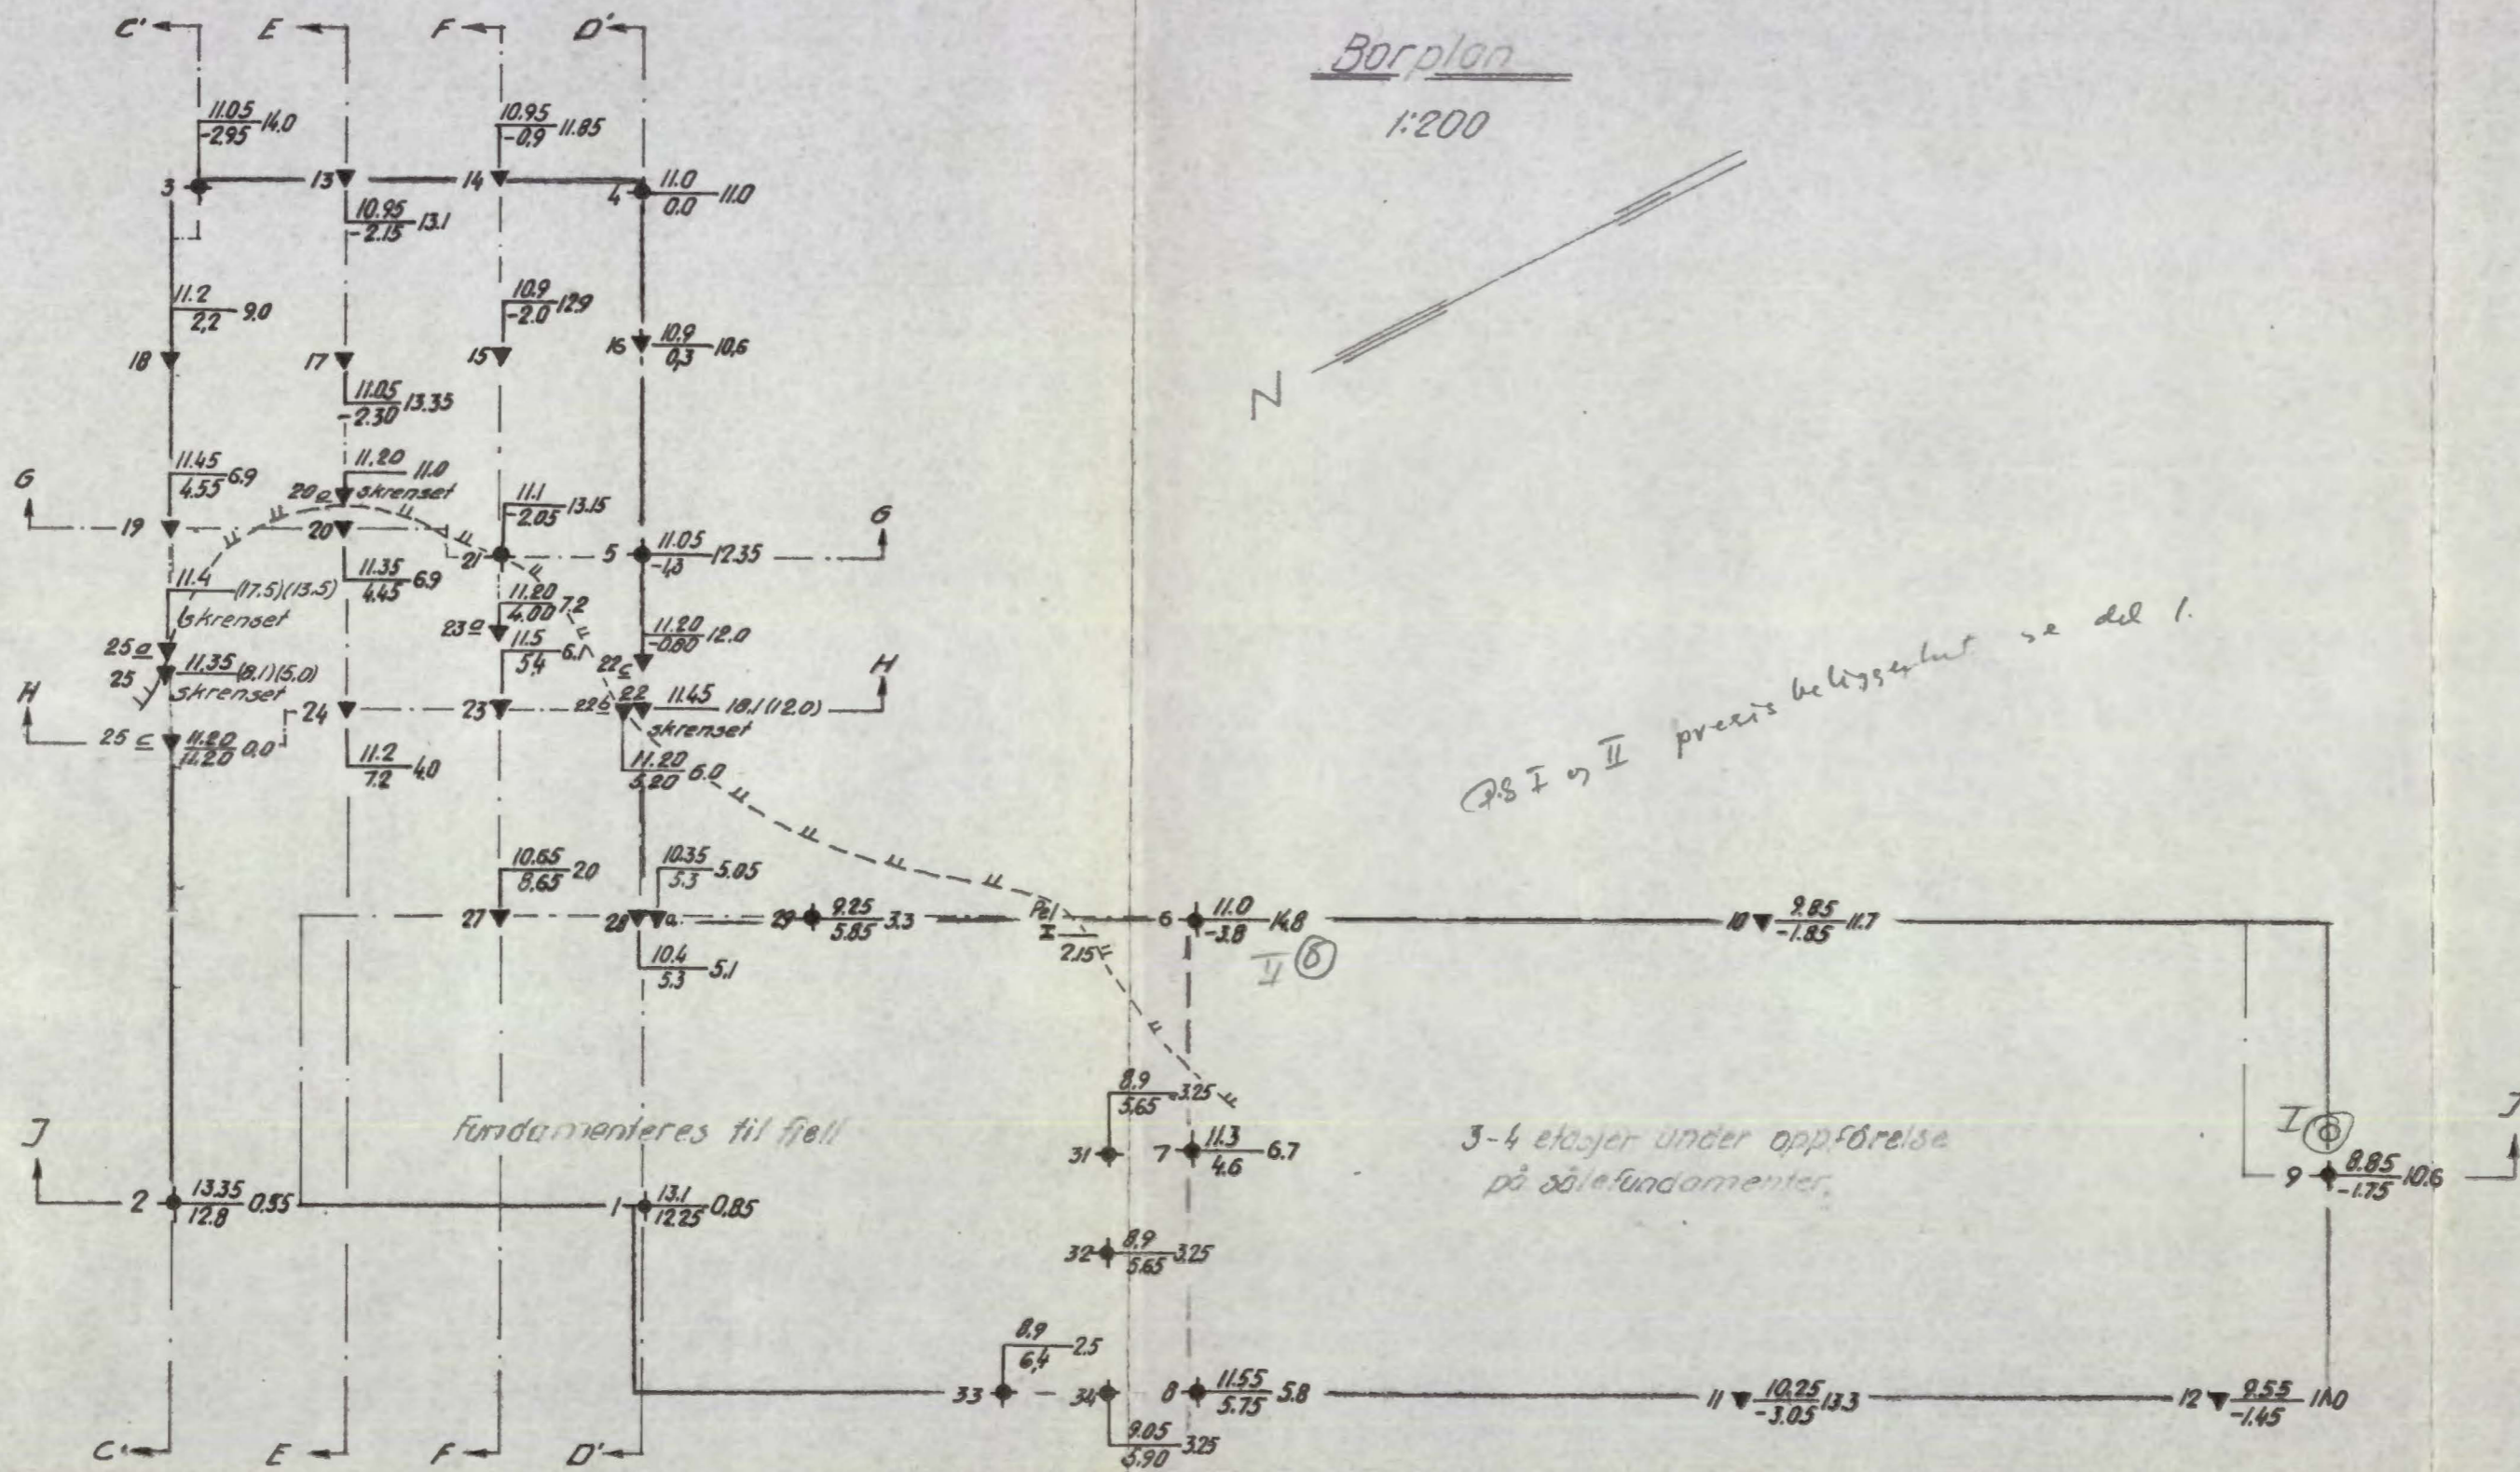 Borplan
1:200
C' E F D'
11.05 14.0
-2.95
10.95 11.85
-0.9
3 13 14 4
11.0 11.0
0.0
10.95 13.1
-2.15
11.2 9.0
2,2
10.9 12.9
-2.0
18 17 15 16
10.9 10,6
0,3
11.05 13.35
-2.30
11.45 6.9
4.55
11.20 11.0
20a skrenset
11.1 13.15
-2.05
G G
19 20 21 5
11.05 12.35
-1,3
11.35 6.9
4.45
11.4 (17.5)(13.5)
skrenset
11.20 7.2
4.00
23a
11.5 6.1
5,4
11.20 12.0
-0.80
22c
25a
25
11.35 (8.1)(5.0)
skrenset
H H
24 23 22b 22
11.45 18.1(12.0)
skrenset
25c
11.20 0.0
11.20
11.2 4.0
7.2
11.20 6.0
5.20
P.S I og II presis beliggenhet se del 1.
N
10.65 2.0
8.65
10.35 5.05
5.3
27 28 a 29
9.25 3.3
5.85
Pel
I
2.15
6
11.0 14.8
-3.8
II 6
10
9.85 11.7
-1.85
10.4 5.1
5.3
8.9 3.25
5.65
31 7
11.3 6.7
4.6
Fundamenteres til fjell
3-4 etasjer under oppförelse
på sålefundamenter.
I
9
8.85 10.6
-1.75
J J
2
13.35 0.55
12.8
1
13.1 0.85
12.25
32
8.9 3.25
5.65
8.9 2.5
6,4
33 34 8
11.55 5.8
5.75
11
10.25 13.3
-3.05
12
9.55 11.0
-1.45
9.05 3.25
5.90
C' E F D'